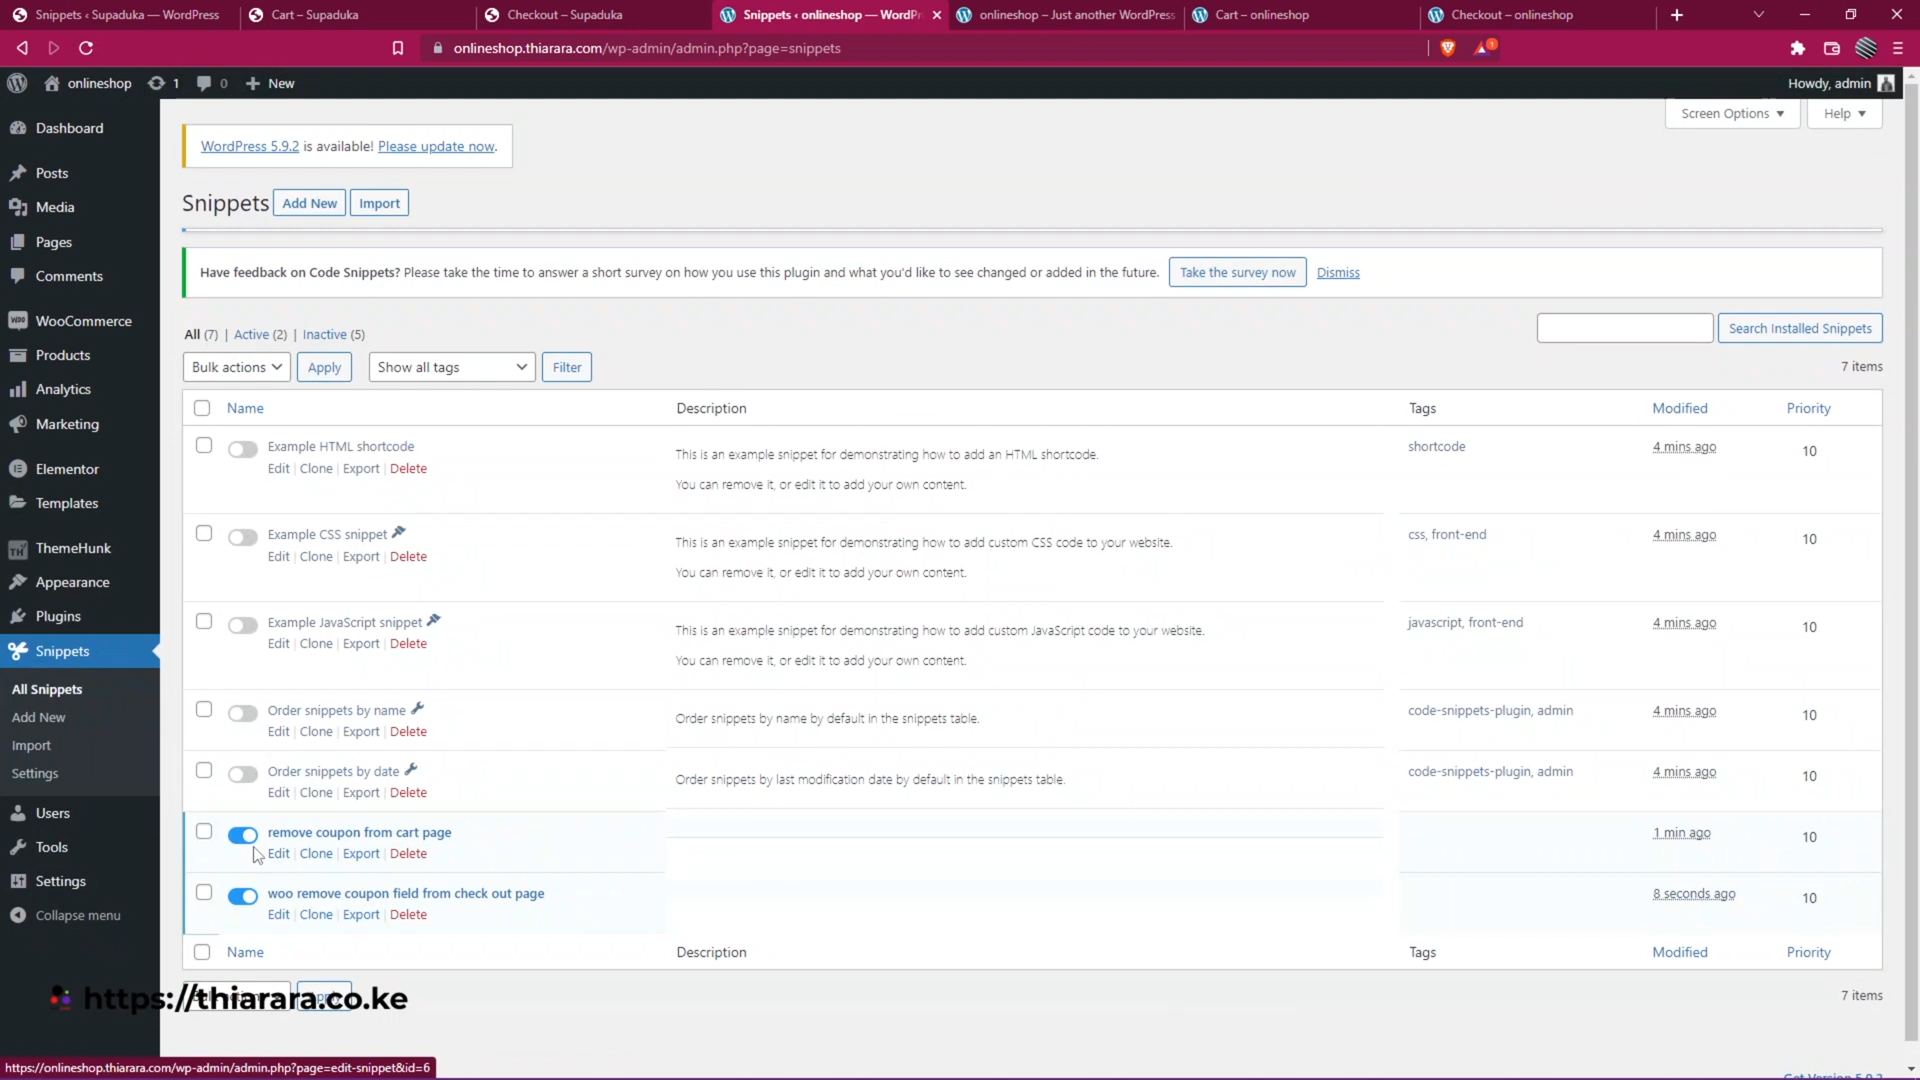 Snippets ‹ Supaduka — WordPress
Cart – Supaduka
Checkout – Supaduka
Snippets ‹ onlineshop — WordPr
onlineshop – Just another WordPress
Cart – onlineshop
Checkout – onlineshop
onlineshop.thiarara.com/wp-admin/admin.php?page=snippets
1
onlineshop
1
0
New
Howdy, admin
Screen Options
Help
WordPress 5.9.2 is available! Please update now.
Snippets
Add New
Import
Have feedback on Code Snippets? Please take the time to answer a short survey on how you use this plugin and what you'd like to see changed or added in the future.
Take the survey now
Dismiss
All (7) | Active (2) | Inactive (5)
Search Installed Snippets
Bulk actions
Apply
Show all tags
Filter
7 items
Name
Description
Tags
Modified
Priority
Example HTML shortcode
Edit | Clone | Export | Delete
This is an example snippet for demonstrating how to add an HTML shortcode.
You can remove it, or edit it to add your own content.
shortcode
4 mins ago
10
Example CSS snippet
Edit | Clone | Export | Delete
This is an example snippet for demonstrating how to add custom CSS code to your website.
You can remove it, or edit it to add your own content.
css, front-end
4 mins ago
10
Example JavaScript snippet
Edit | Clone | Export | Delete
This is an example snippet for demonstrating how to add custom JavaScript code to your website.
You can remove it, or edit it to add your own content.
javascript, front-end
4 mins ago
10
Order snippets by name
Edit | Clone | Export | Delete
Order snippets by name by default in the snippets table.
code-snippets-plugin, admin
4 mins ago
10
Order snippets by date
Edit | Clone | Export | Delete
Order snippets by last modification date by default in the snippets table.
code-snippets-plugin, admin
4 mins ago
10
remove coupon from cart page
Edit | Clone | Export | Delete
1 min ago
10
woo remove coupon field from check out page
Edit | Clone | Export | Delete
8 seconds ago
10
Name
Description
Tags
Modified
Priority
7 items
Dashboard
Posts
Media
Pages
Comments
WooCommerce
Products
Analytics
Marketing
Elementor
Templates
ThemeHunk
Appearance
Plugins
Snippets
All Snippets
Add New
Import
Settings
Users
Tools
Settings
Collapse menu
https://thiarara.co.ke
https://onlineshop.thiarara.com/wp-admin/admin.php?page=edit-snippet&id=6